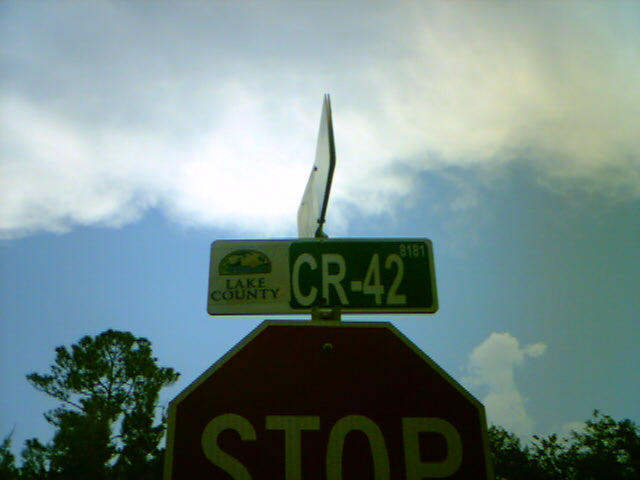 8181
CR-42
LAKE
COUNTY
STOP